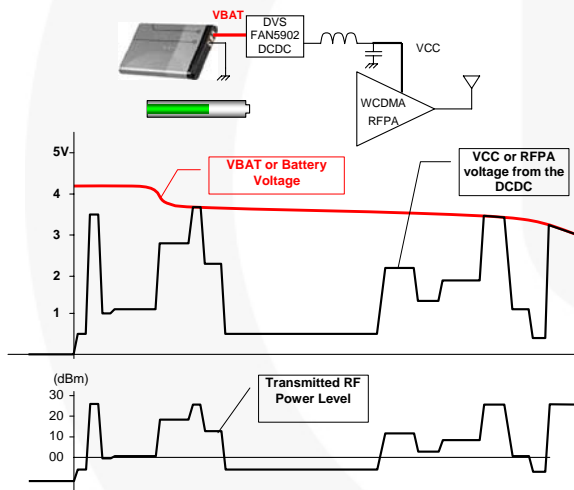 VBAT
DVS
FAN5902
DCDC
VCC
WCDMA
RFPA
5V
4
3
2
1
VBAT or Battery
Voltage
VCC or RFPA
voltage from the
DCDC
(dBm)
30
20
10
00
Transmitted RF
Power Level